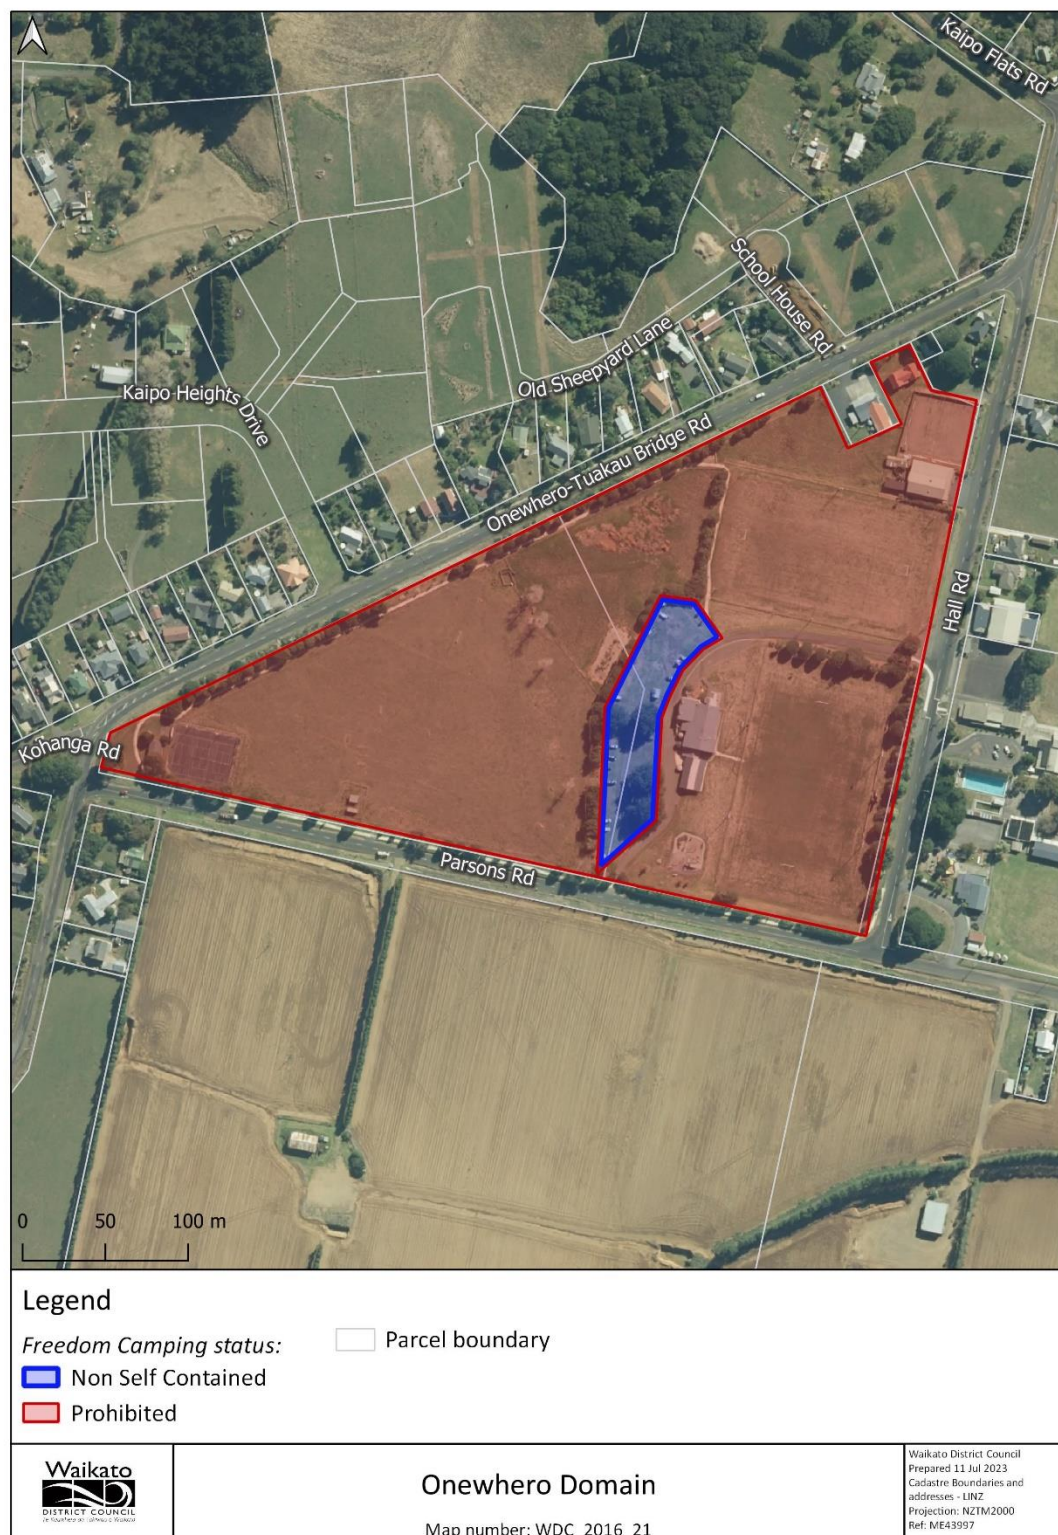 Kaipo Flats Rd
School House Rd
Old Sheepyard Lane
Kaipo Heights Drive
Onewhero-Tuakau Bridge Rd
Hall Rd
Kohanga Rd
Parsons Rd
0 50 100 m
Legend
Freedom Camping status:
Parcel boundary
Non Self Contained
Prohibited
Waikato
DISTRICT COUNCIL
Onewhero Domain
Map number: WDC_2016_21
Waikato District Council
Prepared 11 Jul 2023
Cadastre Boundaries and
addresses - LINZ
Projection: NZTM2000
Ref: ME43997